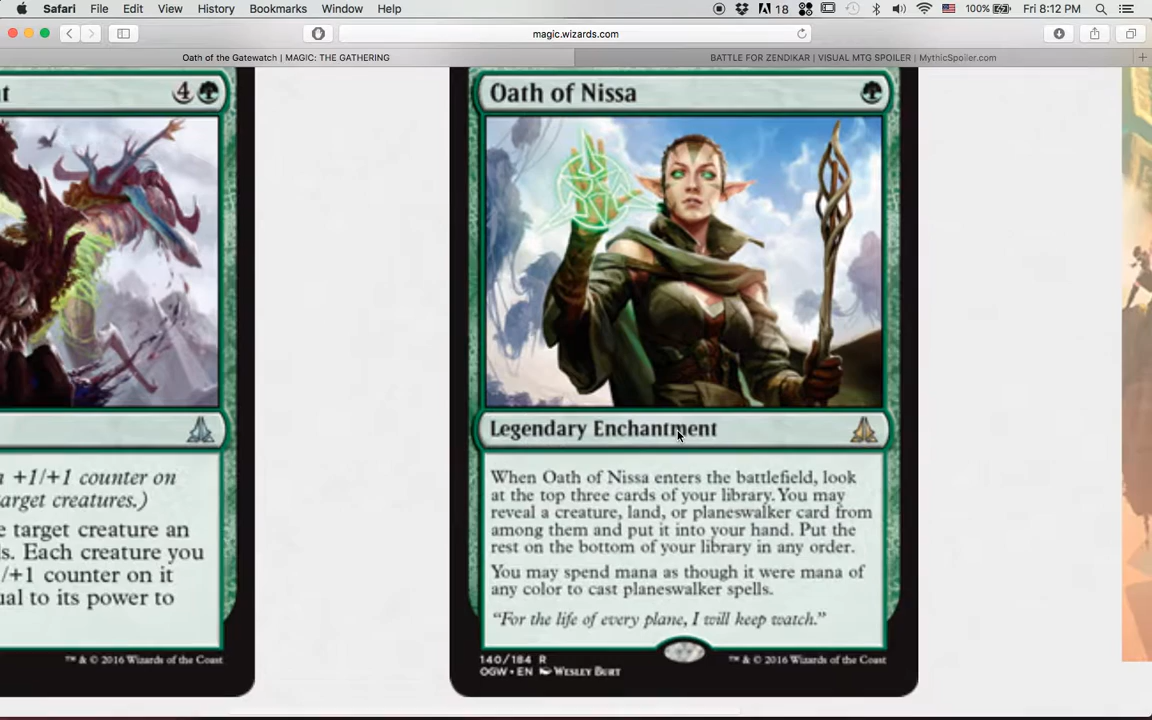 Safari File Edit View History Bookmarks Window Help
18 100% Fri 8:12 PM
magic.wizards.com
Oath of the Gatewatch | MAGIC: THE GATHERING
BATTLE FOR ZENDIKAR | VISUAL MTG SPOILER | MythicSpoiler.com
4
+1/+1 counter on
target creatures.)
target creature an
Each creature you
/+1 counter on it
to its power to
™ & © 2016 Wizards of the Coast
Oath of Nissa
Legendary Enchantment
When Oath of Nissa enters the battlefield, look
at the top three cards of your library. You may
reveal a creature, land, or planeswalker card from
among them and put it into your hand. Put the
rest on the bottom of your library in any order.
You may spend mana as though it were mana of
any color to cast planeswalker spells.
“For the life of every plane, I will keep watch.”
140/184 R
OGW • EN Wesley Burt
™ & © 2016 Wizards of the Coast